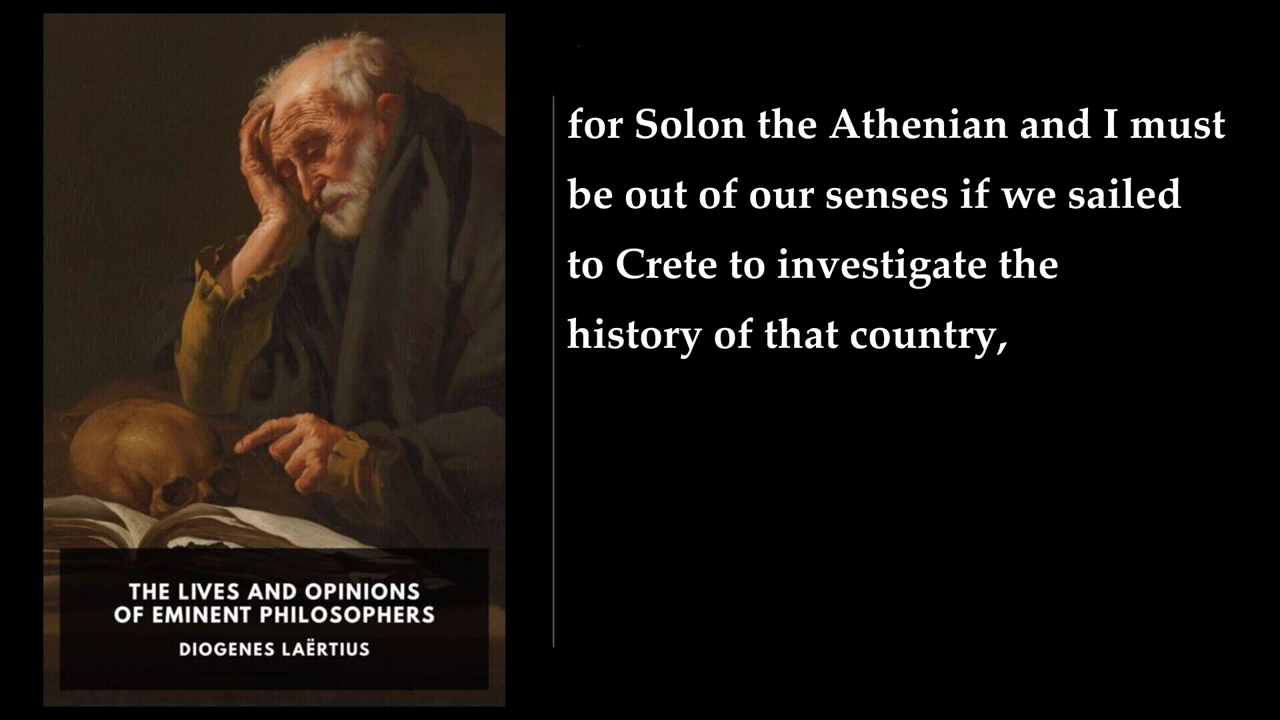 for Solon the Athenian and I must
be out of our senses if we sailed
to Crete to investigate the
history of that country,
THE LIVES AND OPINIONS
OF EMINENT PHILOSOPHERS
DIOGENES LAËRTIUS